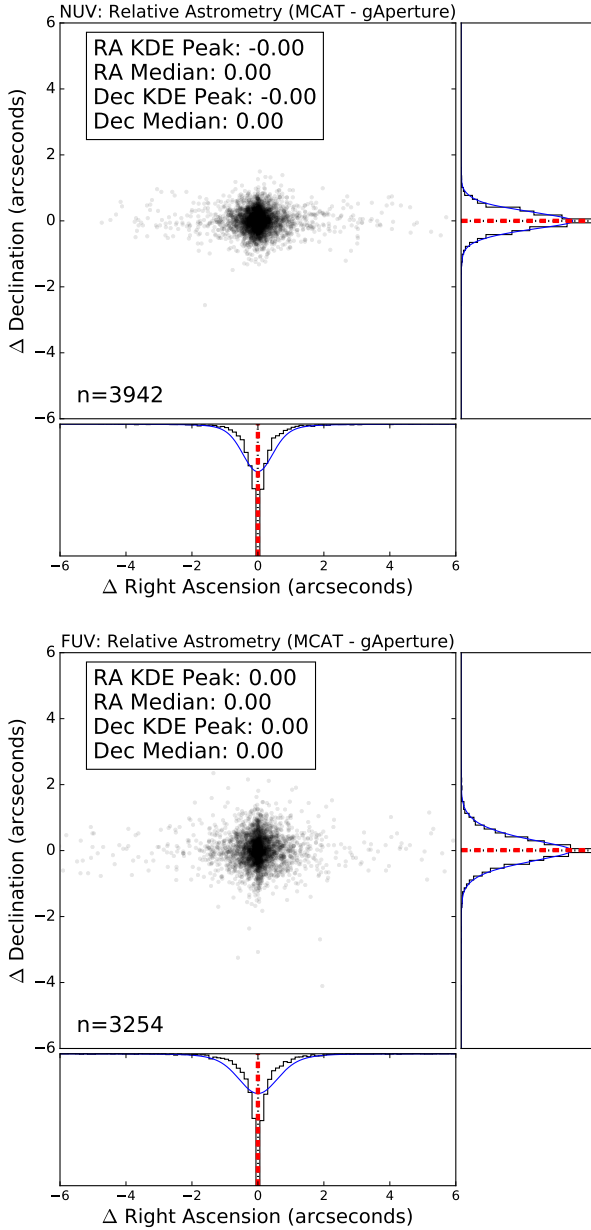 NUV: Relative Astrometry (MCAT - gAperture)
6
RA KDE Peak: -0.00
RA Median: 0.00
Dec KDE Peak: -0.00
Dec Median: 0.00
4
2
0
−2
−4
−6
Δ Declination (arcseconds)
n=3942
−6 −4 −2 0 2 4 6
Δ Right Ascension (arcseconds)
FUV: Relative Astrometry (MCAT - gAperture)
6
RA KDE Peak: 0.00
RA Median: 0.00
Dec KDE Peak: 0.00
Dec Median: 0.00
4
2
0
−2
−4
−6
Δ Declination (arcseconds)
n=3254
−6 −4 −2 0 2 4 6
Δ Right Ascension (arcseconds)